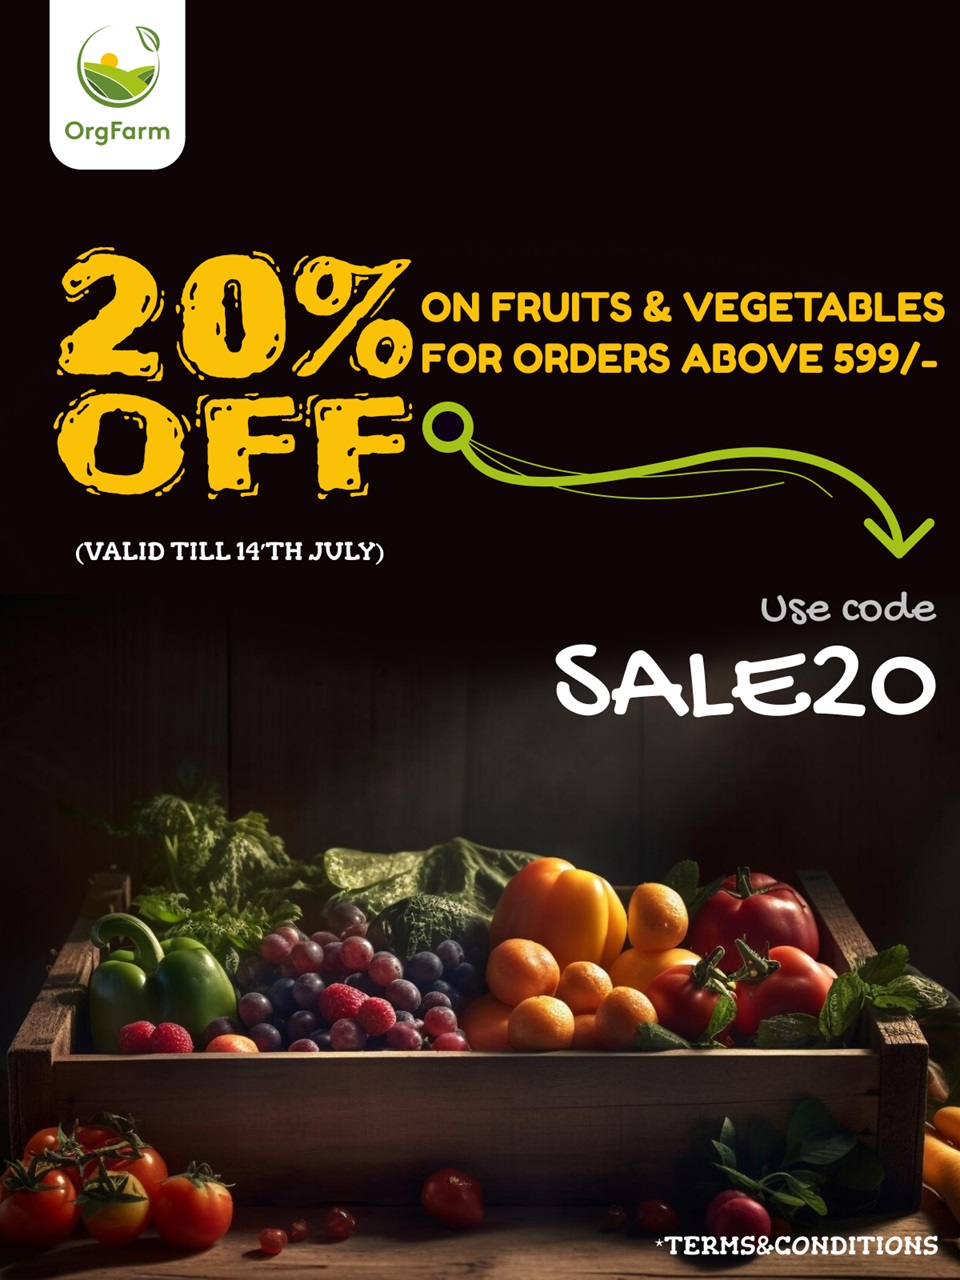 OrgFarm
20% ON FRUITS & VEGETABLES
FOR ORDERS ABOVE 599/-
OFF
(VALID TILL 14'TH JULY)
Use code
SALE20
*TERMS&CONDITIONS